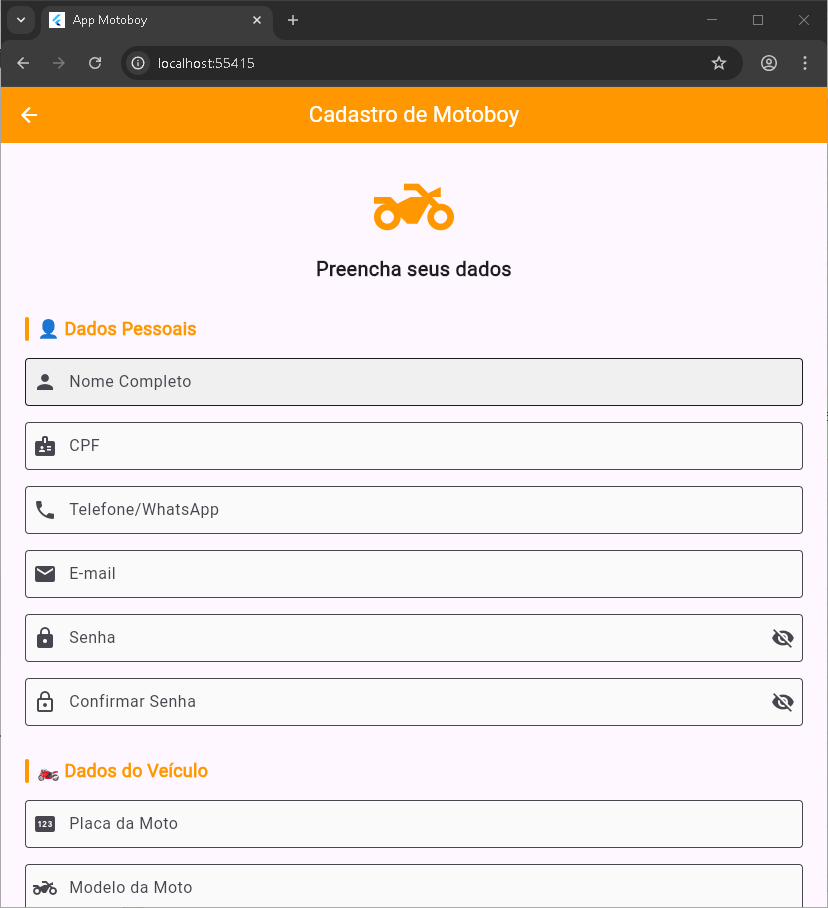 App Motoboy
localhost:55415
Cadastro de Motoboy
Preencha seus dados
👤 Dados Pessoais
Nome Completo
CPF
Telefone/WhatsApp
E-mail
Senha
Confirmar Senha
🏍️ Dados do Veículo
123 Placa da Moto
Modelo da Moto